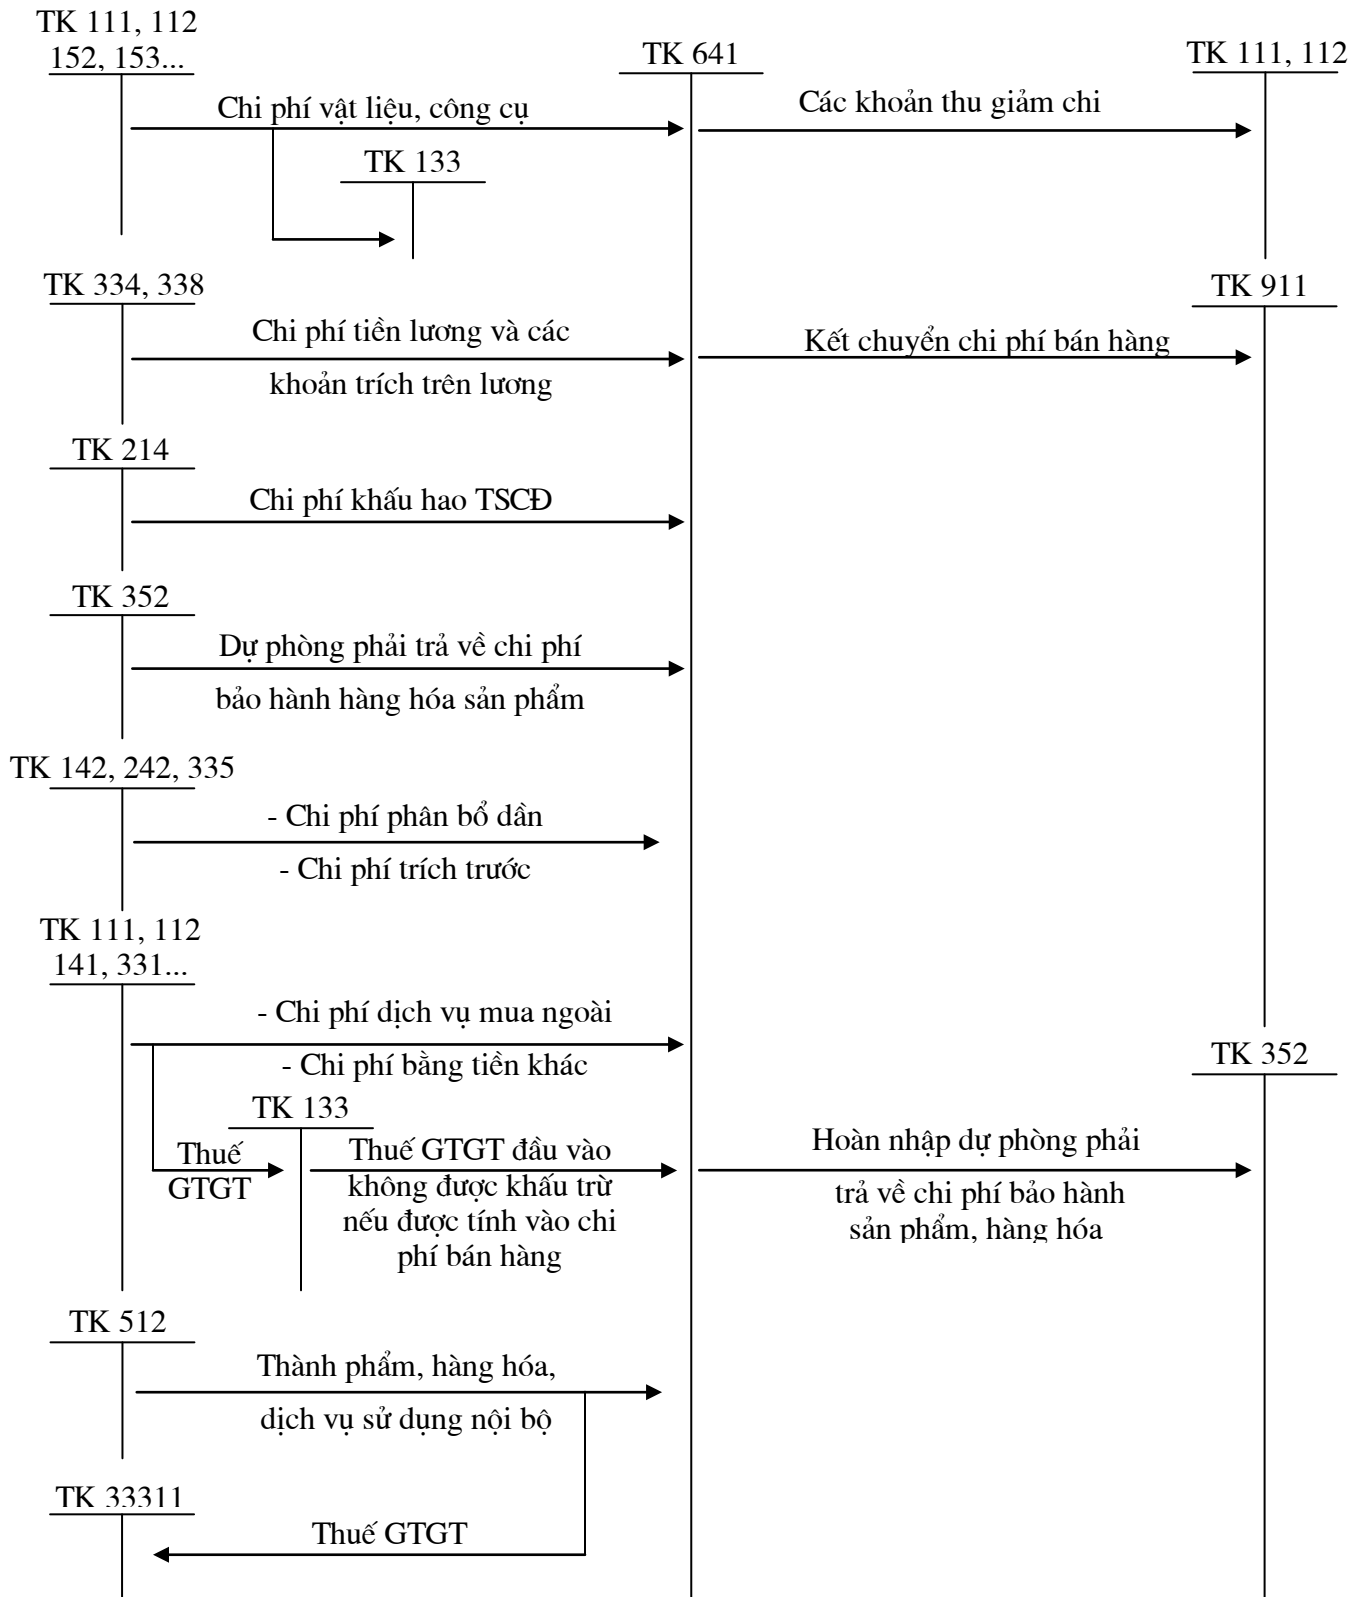 TK 111, 112
152, 153...
TK 641
TK 111, 112
Chi phí vật liệu, công cụ
Các khoản thu giảm chi
TK 133
TK 334, 338
TK 911
Chi phí tiền lương và các
khoản trích trên lương
Kết chuyển chi phí bán hàng
TK 214
Chi phí khấu hao TSCĐ
TK 352
Dự phòng phải trả về chi phí
bảo hành hàng hóa sản phẩm
TK 142, 242, 335
- Chi phí phân bổ dần
- Chi phí trích trước
TK 111, 112
141, 331...
- Chi phí dịch vụ mua ngoài
- Chi phí bằng tiền khác
TK 352
TK 133
Thuế
GTGT
Thuế GTGT đầu vào
không được khấu trừ
nếu được tính vào chi
phí bán hàng
Hoàn nhập dự phòng phải
trả về chi phí bảo hành
sản phẩm, hàng hóa
TK 512
Thành phẩm, hàng hóa,
dịch vụ sử dụng nội bộ
TK 33311
Thuế GTGT